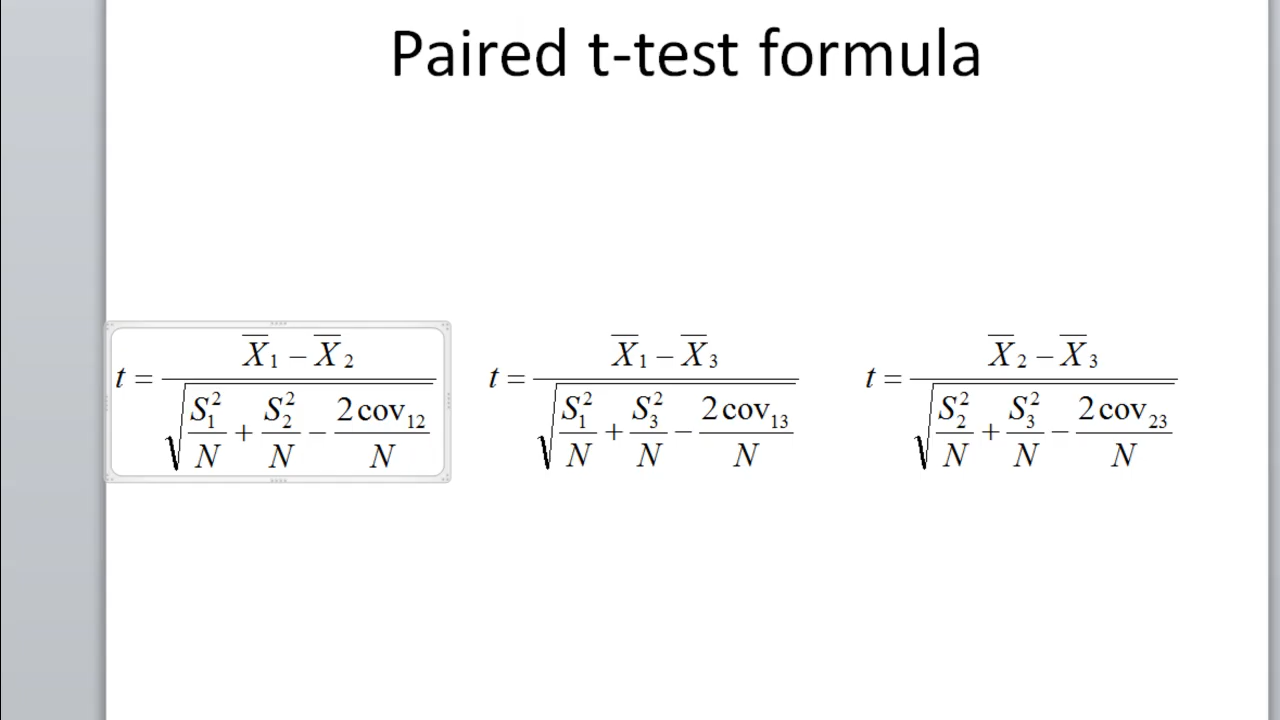 Paired t-test formula
t = (X̄₁ − X̄₂) / √(S₁²/N + S₂²/N − 2cov₁₂/N)
t = (X̄₁ − X̄₃) / √(S₁²/N + S₃²/N − 2cov₁₃/N)
t = (X̄₂ − X̄₃) / √(S₂²/N + S₃²/N − 2cov₂₃/N)